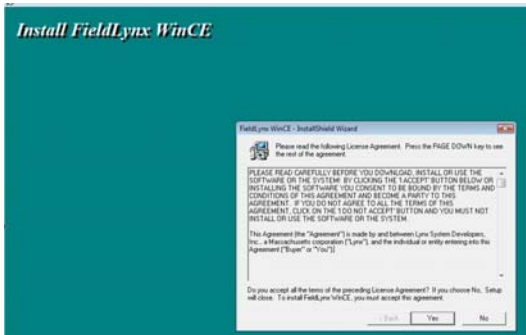 Install FieldLynx WinCE
FieldLynx WinCE - InstallShield Wizard
Please read the following License Agreement. Press the PAGE DOWN key to see
the rest of the agreement.
PLEASE READ CAREFULLY BEFORE YOU DOWNLOAD, INSTALL OR USE THE
SOFTWARE OR THE SYSTEM! BY CLICKING THE 'I ACCEPT' BUTTON BELOW OR
INSTALLING THE SOFTWARE YOU CONSENT TO BE BOUND BY THE TERMS AND
CONDITIONS OF THIS AGREEMENT AND BECOME A PARTY TO THIS
AGREEMENT. IF YOU DO NOT AGREE TO ALL THE TERMS OF THIS
AGREEMENT, CLICK ON THE 'I DO NOT ACCEPT' BUTTON AND YOU MUST NOT
INSTALL OR USE THE SOFTWARE OR THE SYSTEM.
This Agreement (the "Agreement") is made by and between Lynx System Developers,
Inc., a Massachusetts corporation ("Lynx"), and the individual or entity entering into this
Agreement ("Buyer" or "You")
Do you accept all the terms of the preceding License Agreement? If you choose No, Setup
will close. To install FieldLynx WinCE, you must accept this agreement.
< Back Yes No